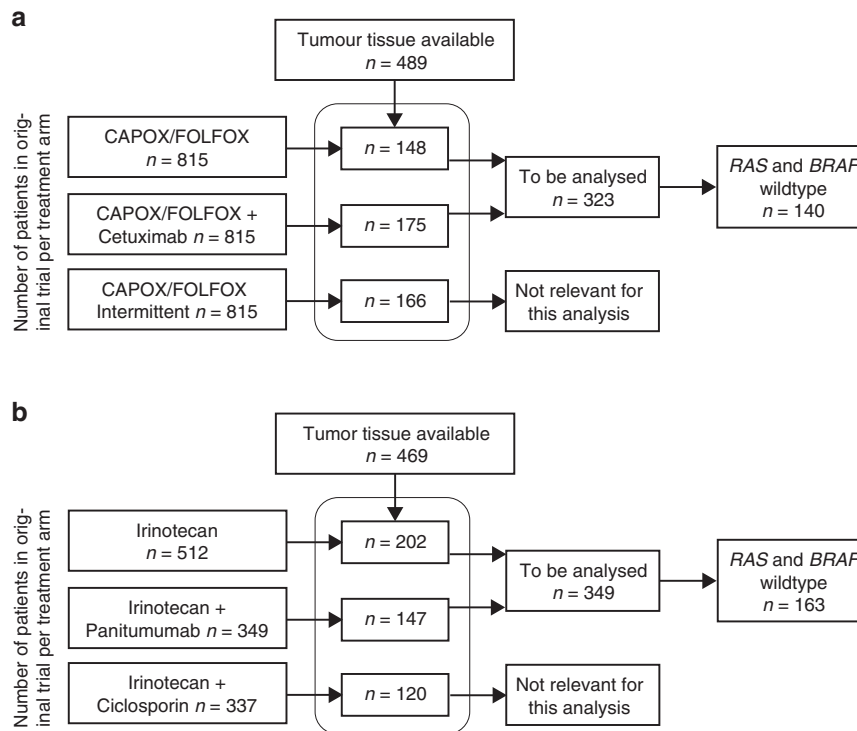 a
Tumour tissue available
n = 489
Number of patients in orig-
inal trial per treatment arm
CAPOX/FOLFOX
n = 815
n = 148
CAPOX/FOLFOX +
Cetuximab n = 815
n = 175
CAPOX/FOLFOX
Intermittent n = 815
n = 166
To be analysed
n = 323
Not relevant for
this analysis
RAS and BRAF
wildtype
n = 140
b
Tumor tissue available
n = 469
Number of patients in orig-
inal trial per treatment arm
Irinotecan
n = 512
n = 202
Irinotecan +
Panitumumab n = 349
n = 147
Irinotecan +
Ciclosporin n = 337
n = 120
To be analysed
n = 349
Not relevant for
this analysis
RAS and BRAF
wildtype
n = 163